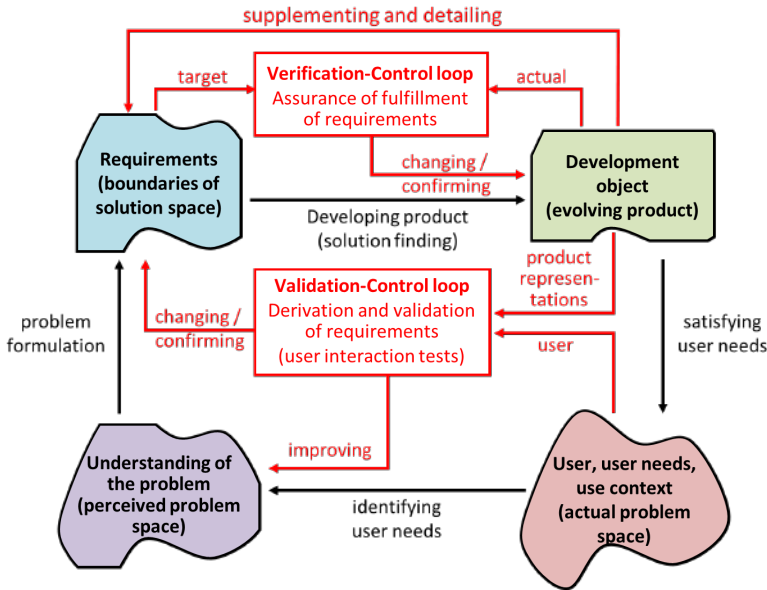 supplementing and detailing
target
Verification-Control loop
Assurance of fulfillment
of requirements
actual
Requirements
(boundaries of
solution space)
changing /
confirming
Development
object
(evolving product)
Developing product
(solution finding)
product
represen-
tations
Validation-Control loop
Derivation and validation
of requirements
(user interaction tests)
changing /
confirming
user
problem
formulation
satisfying
user needs
improving
Understanding of
the problem
(perceived problem
space)
identifying
user needs
User, user needs,
use context
(actual problem
space)